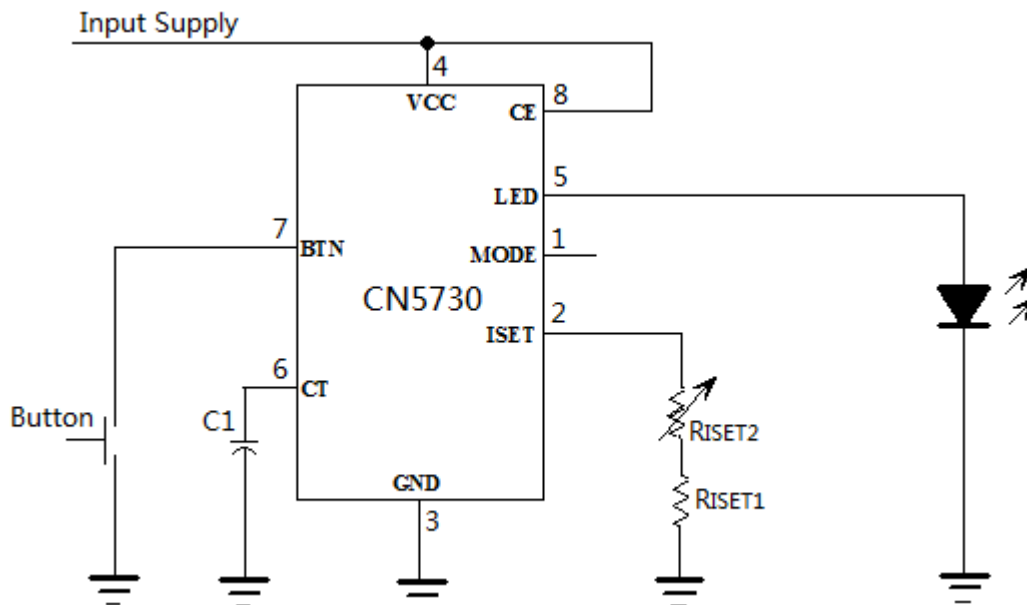 Input Supply
4
VCC
8
CE
5
LED
7
BTN
1
MODE
CN5730
2
ISET
6
CT
Button
C1
RISET2
GND
RISET1
3